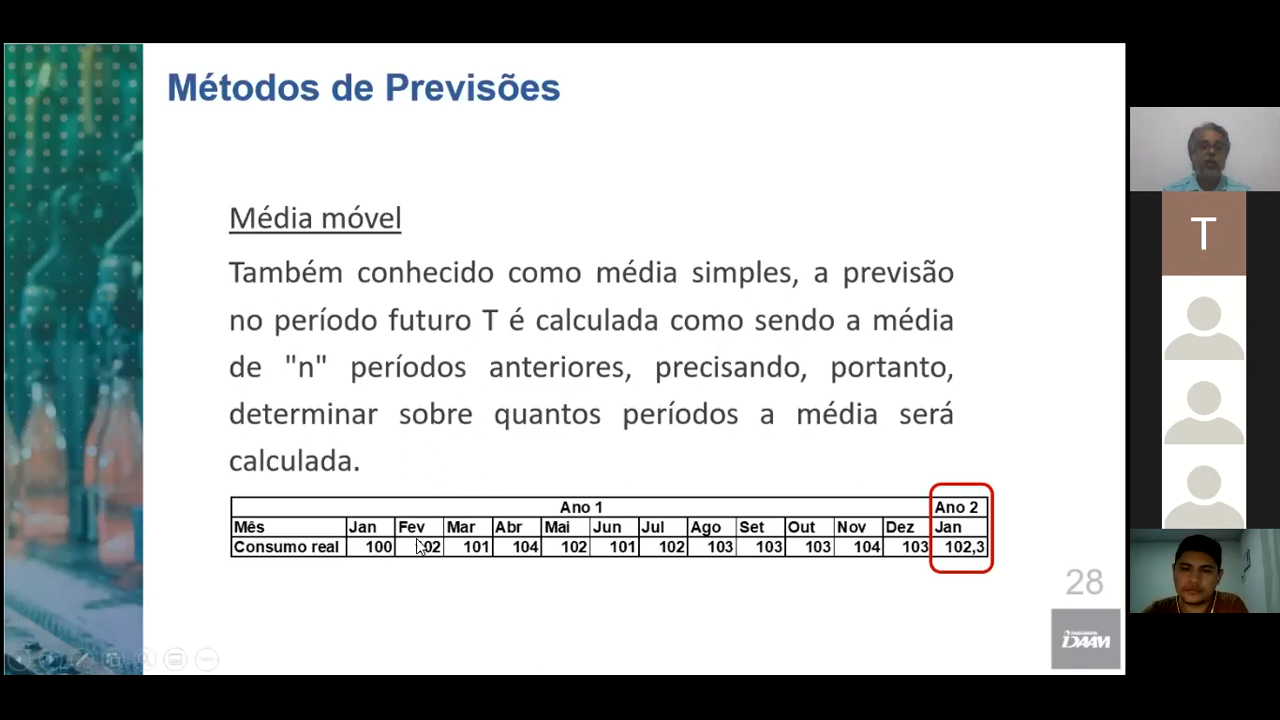 Métodos de Previsões
Média móvel
Também conhecido como média simples, a previsão
no período futuro T é calculada como sendo a média
de "n" períodos anteriores, precisando, portanto,
determinar sobre quantos períodos a média será
calculada.
Ano 1 Ano 2
Mês Jan Fev Mar Abr Mai Jun Jul Ago Set Out Nov Dez Jan
Consumo real 100 02 101 104 102 101 102 103 103 103 104 103 102,3
28
IDAAM
T